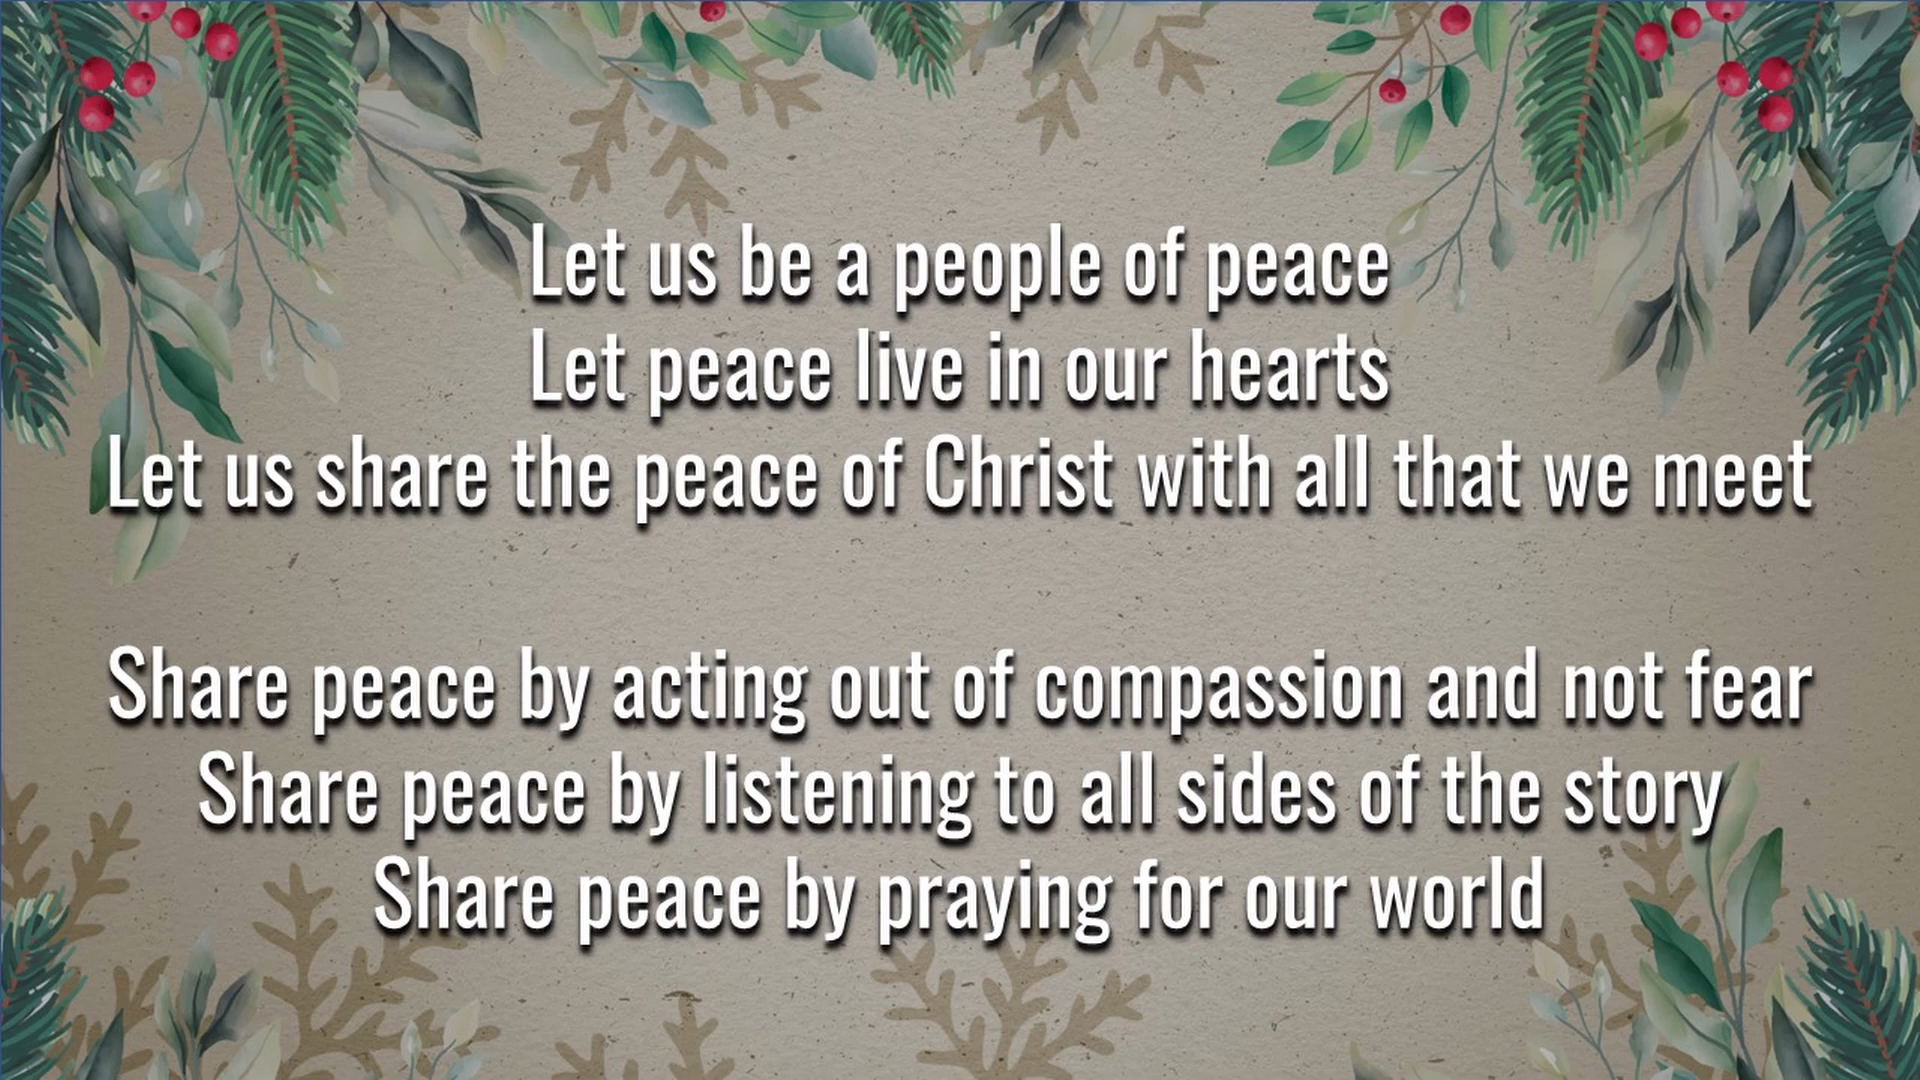 Let us be a people of peace
Let peace live in our hearts
Let us share the peace of Christ with all that we meet
Share peace by acting out of compassion and not fear
Share peace by listening to all sides of the story
Share peace by praying for our world